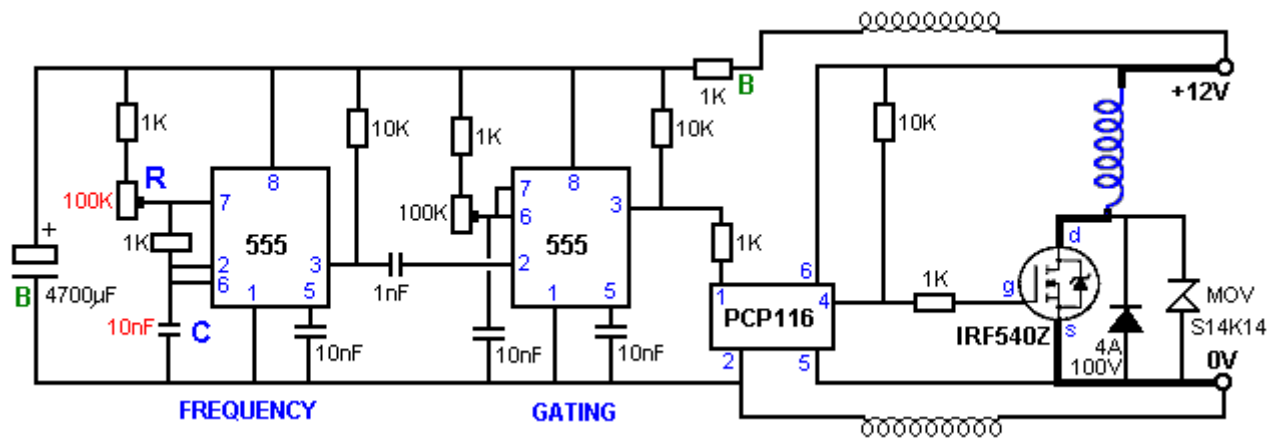 1K
B
+12V
1K
10K
1K
10K
10K
R
8
8
100K
7
100K
7
6
3
1K
555
555
1K
6
d
+
2
6
3
2
1
4
1K
g
B
4700µF
1
5
1nF
1
5
PCP116
MOV
S14K14
10nF
C
s
IRF540Z
10nF
10nF
10nF
2
5
4A
100V
0V
FREQUENCY
GATING